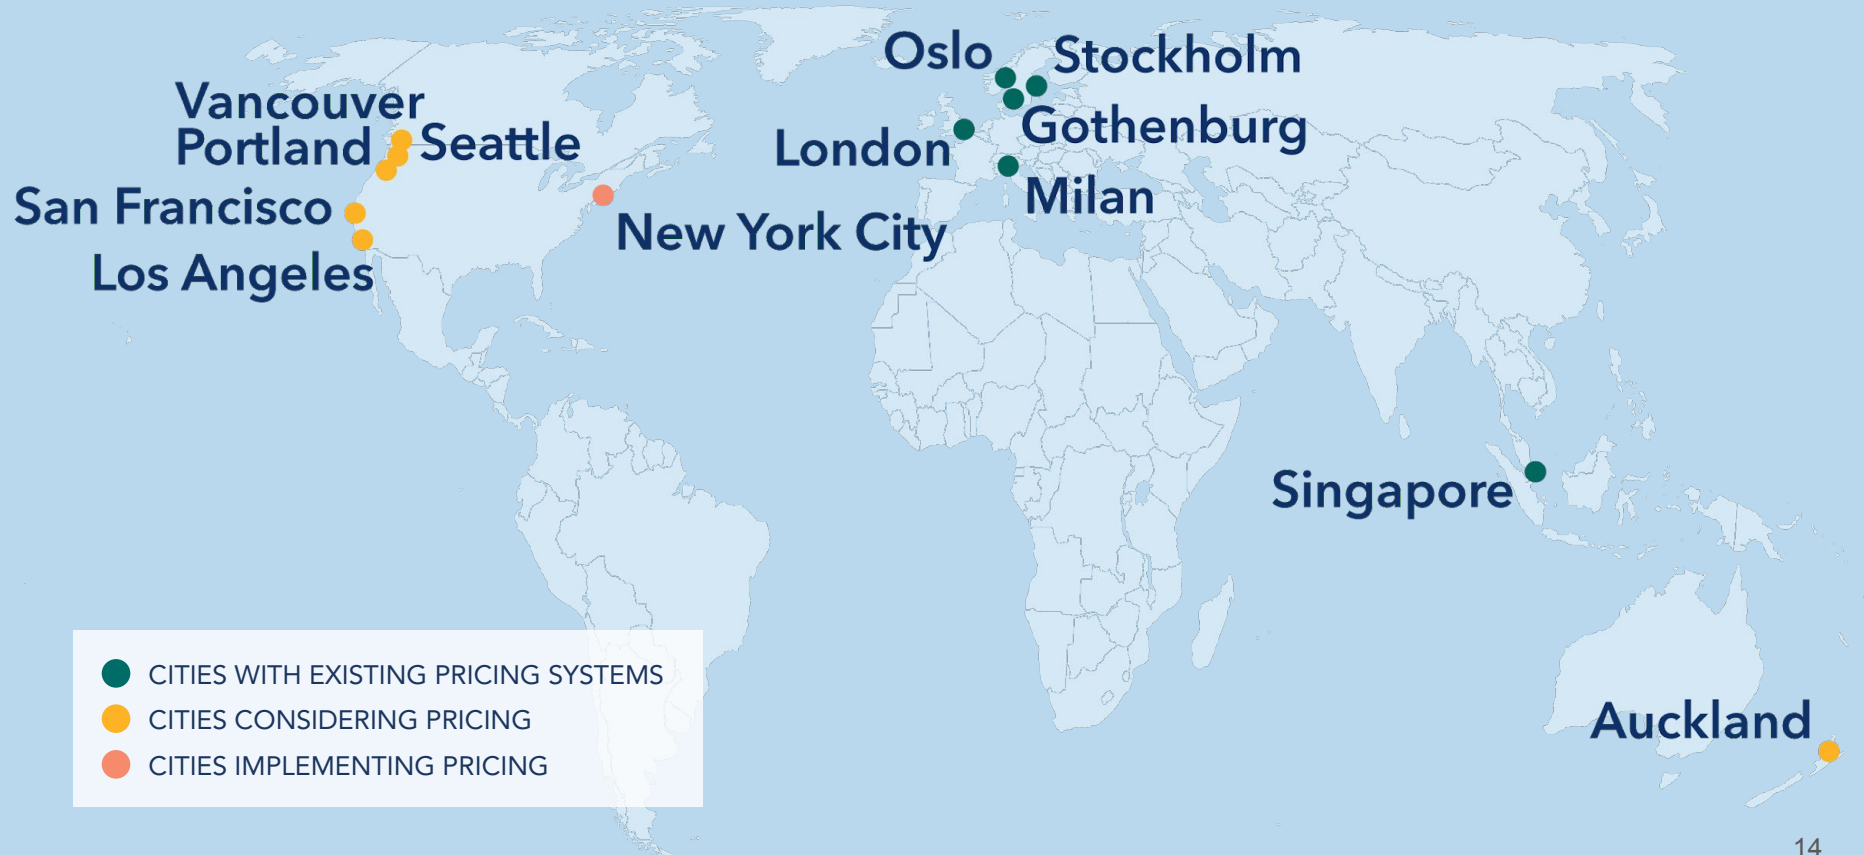 Oslo
Stockholm
Vancouver
Portland
Seattle
Gothenburg
London
Milan
San Francisco
New York City
Los Angeles
Singapore
CITIES WITH EXISTING PRICING SYSTEMS
CITIES CONSIDERING PRICING
CITIES IMPLEMENTING PRICING
Auckland
14